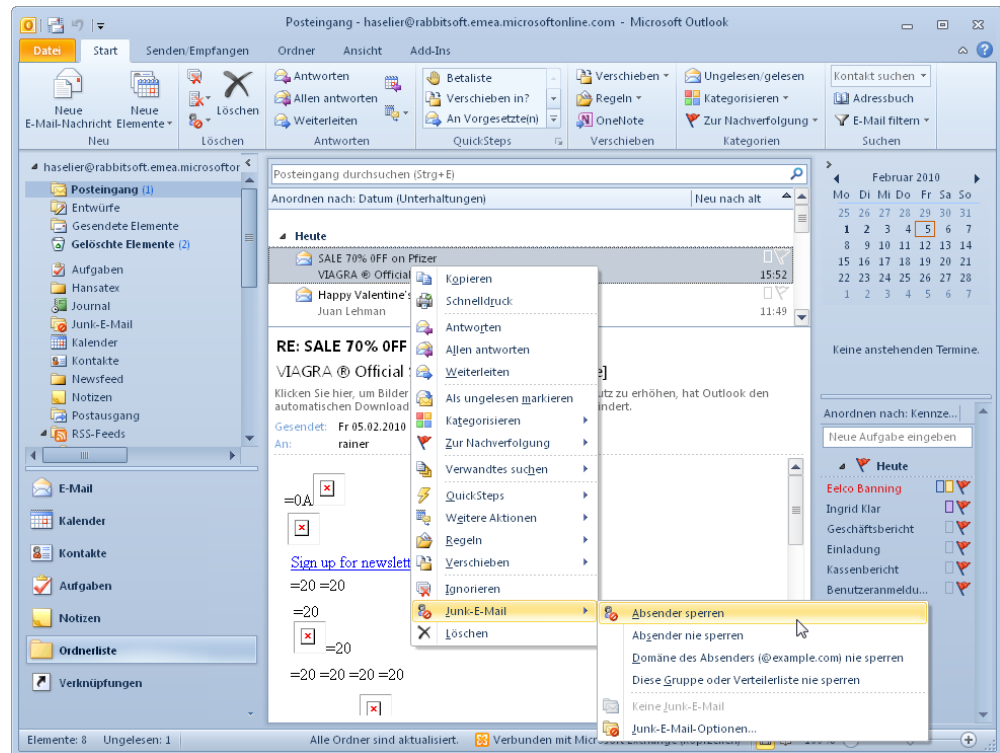 Posteingang - haselier@rabbitsoft.emea.microsoftonline.com - Microsoft Outlook
Datei Start Senden/Empfangen Ordner Ansicht Add-Ins
Neue E-Mail-Nachricht
Neue Elemente
Neu
Löschen
Löschen
Antworten
Allen antworten
Weiterleiten
Antworten
Betaliste
Verschieben in?
An Vorgesetzte(n)
QuickSteps
Verschieben
Regeln
OneNote
Verschieben
Ungelesen/gelesen
Kategorisieren
Zur Nachverfolgung
Kategorien
Kontakt suchen
Adressbuch
E-Mail filtern
Suchen
haselier@rabbitsoft.emea.microsoftor
Posteingang (1)
Entwürfe
Gesendete Elemente
Gelöschte Elemente (2)
Aufgaben
Hansatex
Journal
Junk-E-Mail
Kalender
Kontakte
Newsfeed
Notizen
Postausgang
RSS-Feeds
E-Mail
Kalender
Kontakte
Aufgaben
Notizen
Ordnerliste
Verknüpfungen
Posteingang durchsuchen (Strg+E)
Anordnen nach: Datum (Unterhaltungen) Neu nach alt
Heute
SALE 70% 0FF on Pfizer
VIAGRA ® Official 15:52
Happy Valentine's
Juan Lehman 11:49
RE: SALE 70% 0FF
VIAGRA ® Official e]
Klicken Sie hier, um Bilder utz zu erhöhen, hat Outlook den
automatischen Download indert.
Gesendet: Fr 05.02.2010
An: rainer
=0A
Sign up for newslett
=20 =20
=20
=20
=20 =20 =20 =20
Kopieren
Schnelldruck
Antworten
Allen antworten
Weiterleiten
Als ungelesen markieren
Kategorisieren
Zur Nachverfolgung
Verwandtes suchen
QuickSteps
Weitere Aktionen
Regeln
Verschieben
Ignorieren
Junk-E-Mail
Löschen
Absender sperren
Absender nie sperren
Domäne des Absenders (@example.com) nie sperren
Diese Gruppe oder Verteilerliste nie sperren
Keine Junk-E-Mail
Junk-E-Mail-Optionen...
Februar 2010
Mo Di Mi Do Fr Sa So
25 26 27 28 29 30 31
1 2 3 4 5 6 7
8 9 10 11 12 13 14
15 16 17 18 19 20 21
22 23 24 25 26 27 28
1 2 3 4 5 6 7
Keine anstehenden Termine.
Anordnen nach: Kennze...
Neue Aufgabe eingeben
Heute
Eelco Banning
Ingrid Klar
Geschäftsbericht
Einladung
Kassenbericht
Benutzeranmeldu...
Elemente: 8 Ungelesen: 1 Alle Ordner sind aktualisiert. Verbunden mit